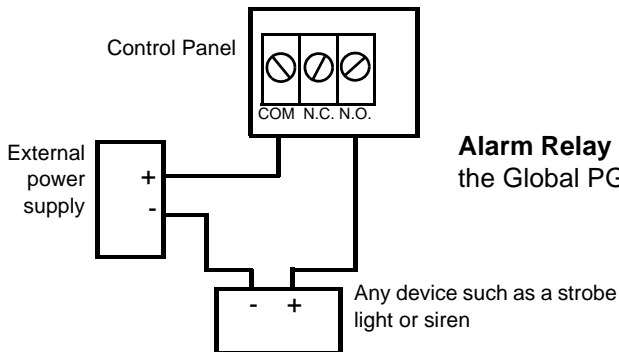 Control Panel
COM N.C. N.O.
External
power
supply
+
-
Alarm Relay
the Global PG
- +
Any device such as a strobe
light or siren